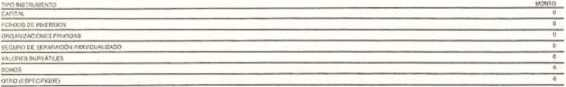 TIPO INSTRUMENTO MONTO
CAPITAL 0
FONDOS DE INVERSION 0
ORGANIZACIONES PRIVADAS 0
SEGURO DE SEPARACIÓN INDIVIDUALIZADO 0
VALORES BURSÁTILES 0
BONOS 0
OTRO (ESPECIFIQUE) 0